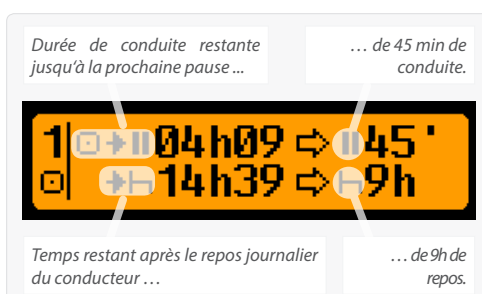 Durée de conduite restante
jusqu'à la prochaine pause ...
… de 45 min de
conduite.
1 04h09 ⇨ 45'
14h39 ⇨ 9h
Temps restant après le repos journalier
du conducteur …
… de 9h de
repos.